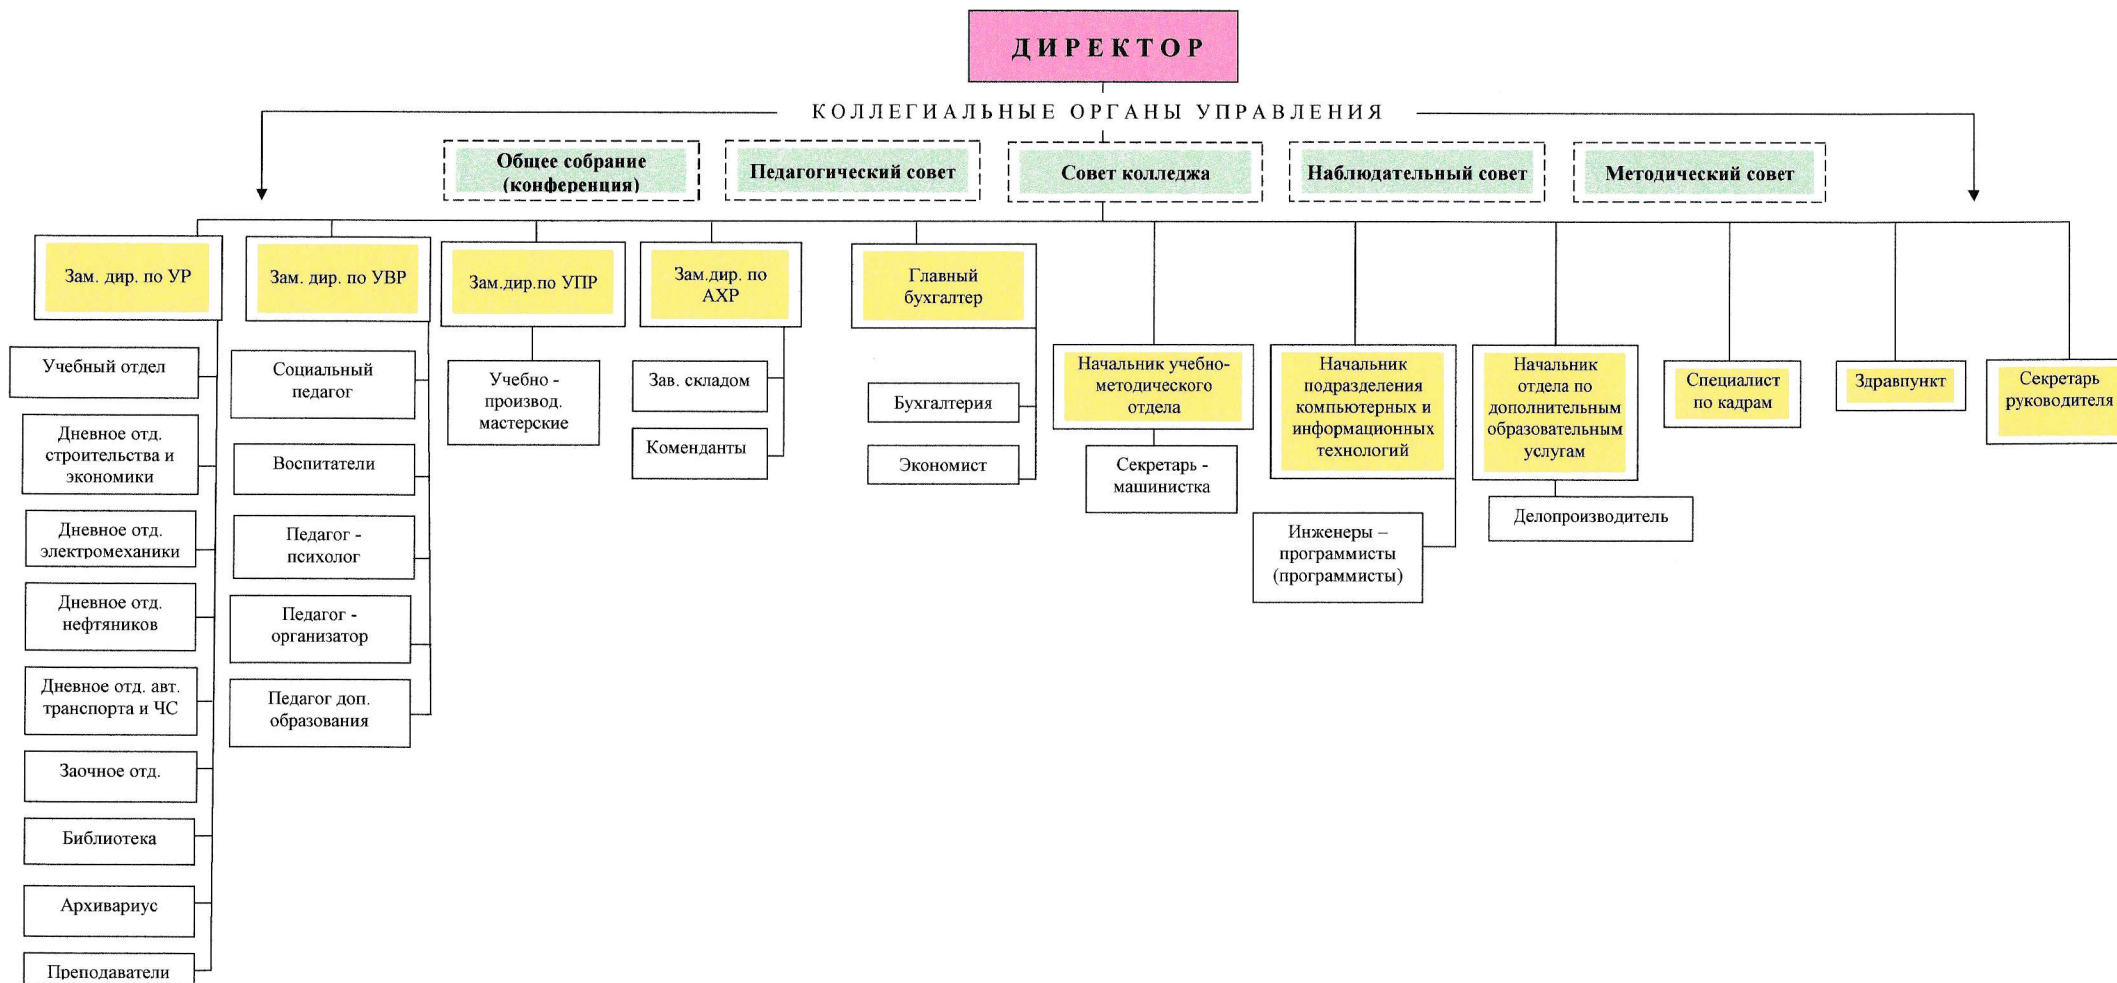 ДИРЕКТОР
КОЛЛЕГИАЛЬНЫЕ ОРГАНЫ УПРАВЛЕНИЯ
Общее собрание
(конференция)
Педагогический совет
Совет колледжа
Наблюдательный совет
Методический совет
Зам. дир. по УР
Зам. дир. по УВР
Зам.дир.по УПР
Зам.дир. по
АХР
Главный
бухгалтер
Начальник учебно-
методического
отдела
Начальник
подразделения
компьютерных и
информационных
технологий
Начальник
отдела по
дополнительным
образовательным
услугам
Специалист
по кадрам
Здравпункт
Секретарь
руководителя
Учебный отдел
Дневное отд.
строительства и
экономики
Дневное отд.
электромеханики
Дневное отд.
нефтяников
Дневное отд. авт.
транспорта и ЧС
Заочное отд.
Библиотека
Архивариус
Преподаватели
Социальный
педагог
Воспитатели
Педагог -
психолог
Педагог -
организатор
Педагог доп.
образования
Учебно -
производ.
мастерские
Зав. складом
Коменданты
Бухгалтерия
Экономист
Секретарь -
машинистка
Инженеры –
программисты
(программисты)
Делопроизводитель